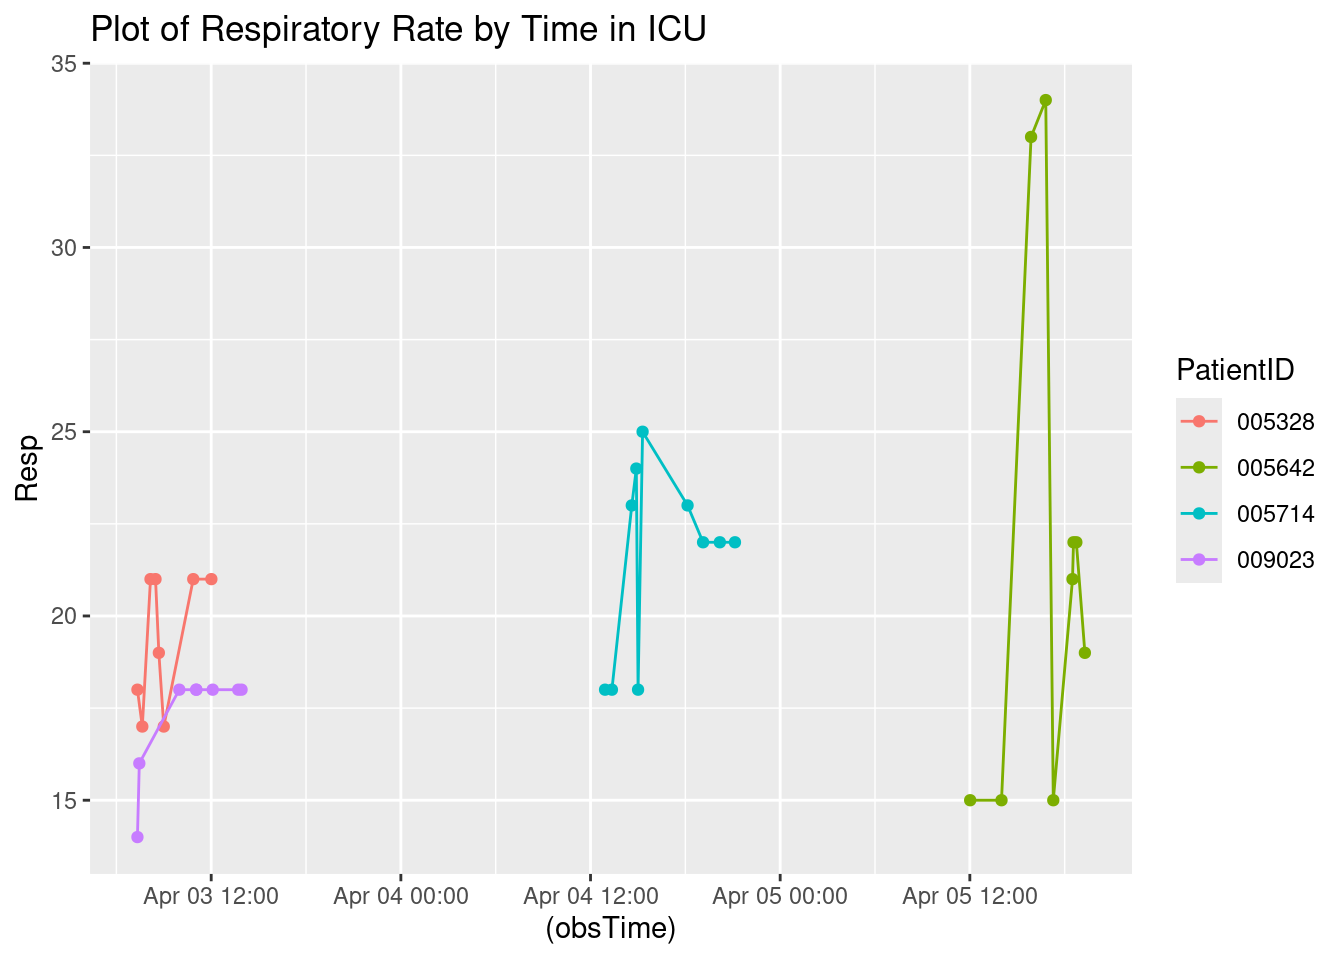 Plot of Respiratory Rate by Time in ICU
35
30
25
20
15
Resp
Apr 03 12:00
Apr 04 00:00
Apr 04 12:00
Apr 05 00:00
Apr 05 12:00
(obsTime)
PatientID
005328
005642
005714
009023